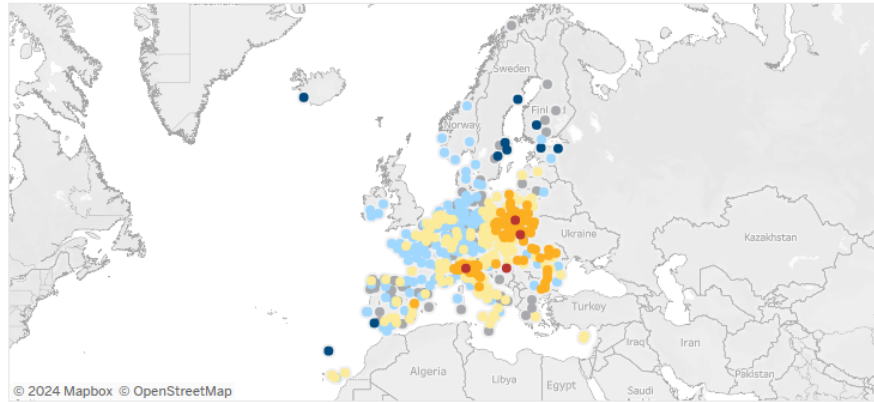 Sweden
Finl
Norway
Ukraine
Kazakhstan
Turkey
Iraq
Iran
Algeria
Libya
Egypt
Saudi
Pakistan
© 2024 Mapbox © OpenStreetMap